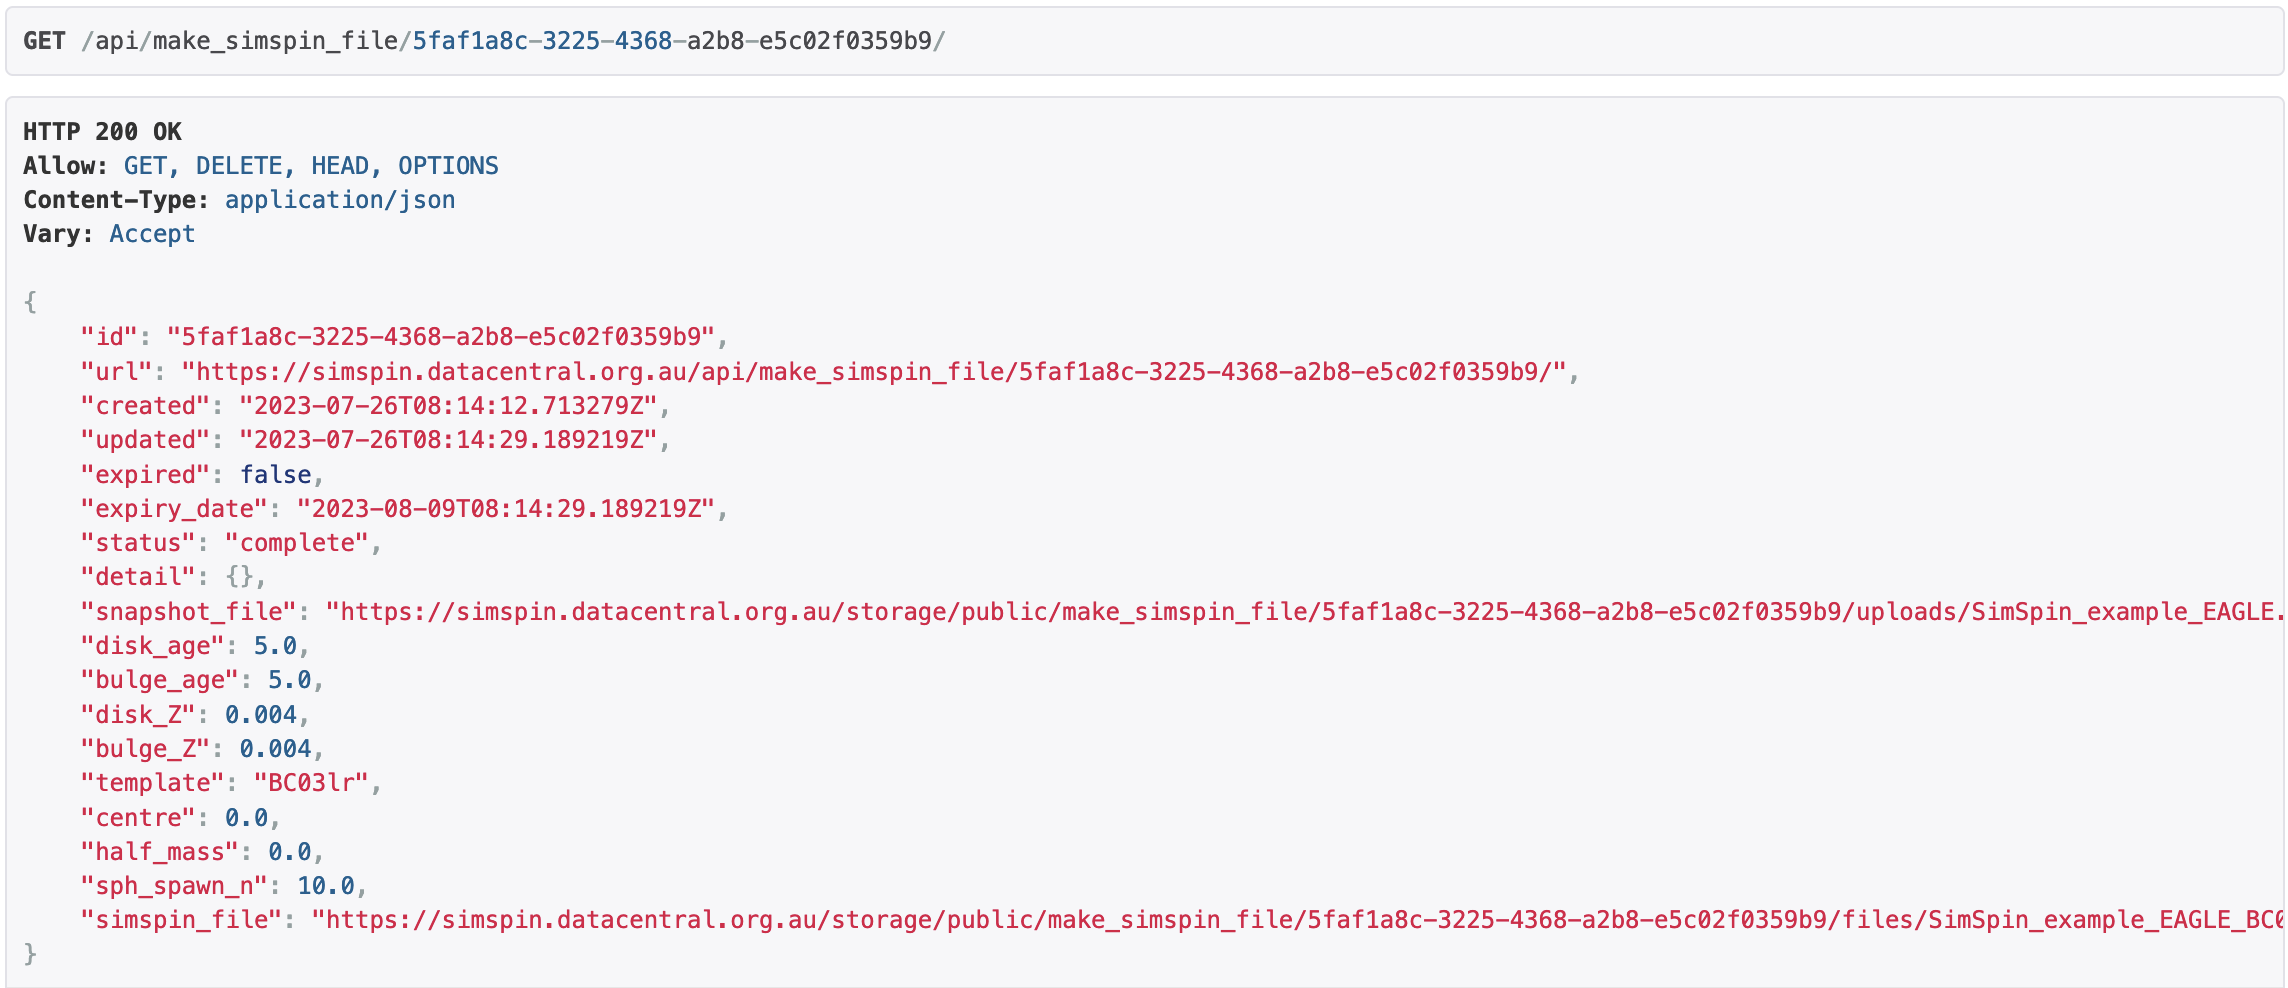 GET /api/make_simspin_file/5faf1a8c-3225-4368-a2b8-e5c02f0359b9/
HTTP 200 OK
Allow: GET, DELETE, HEAD, OPTIONS
Content-Type: application/json
Vary: Accept
{
"id": "5faf1a8c-3225-4368-a2b8-e5c02f0359b9",
"url": "https://simspin.datacentral.org.au/api/make_simspin_file/5faf1a8c-3225-4368-a2b8-e5c02f0359b9/",
"created": "2023-07-26T08:14:12.713279Z",
"updated": "2023-07-26T08:14:29.189219Z",
"expired": false,
"expiry_date": "2023-08-09T08:14:29.189219Z",
"status": "complete",
"detail": {},
"snapshot_file": "https://simspin.datacentral.org.au/storage/public/make_simspin_file/5faf1a8c-3225-4368-a2b8-e5c02f0359b9/uploads/SimSpin_example_EAGLE.
"disk_age": 5.0,
"bulge_age": 5.0,
"disk_Z": 0.004,
"bulge_Z": 0.004,
"template": "BC03lr",
"centre": 0.0,
"half_mass": 0.0,
"sph_spawn_n": 10.0,
"simspin_file": "https://simspin.datacentral.org.au/storage/public/make_simspin_file/5faf1a8c-3225-4368-a2b8-e5c02f0359b9/files/SimSpin_example_EAGLE_BC0
}